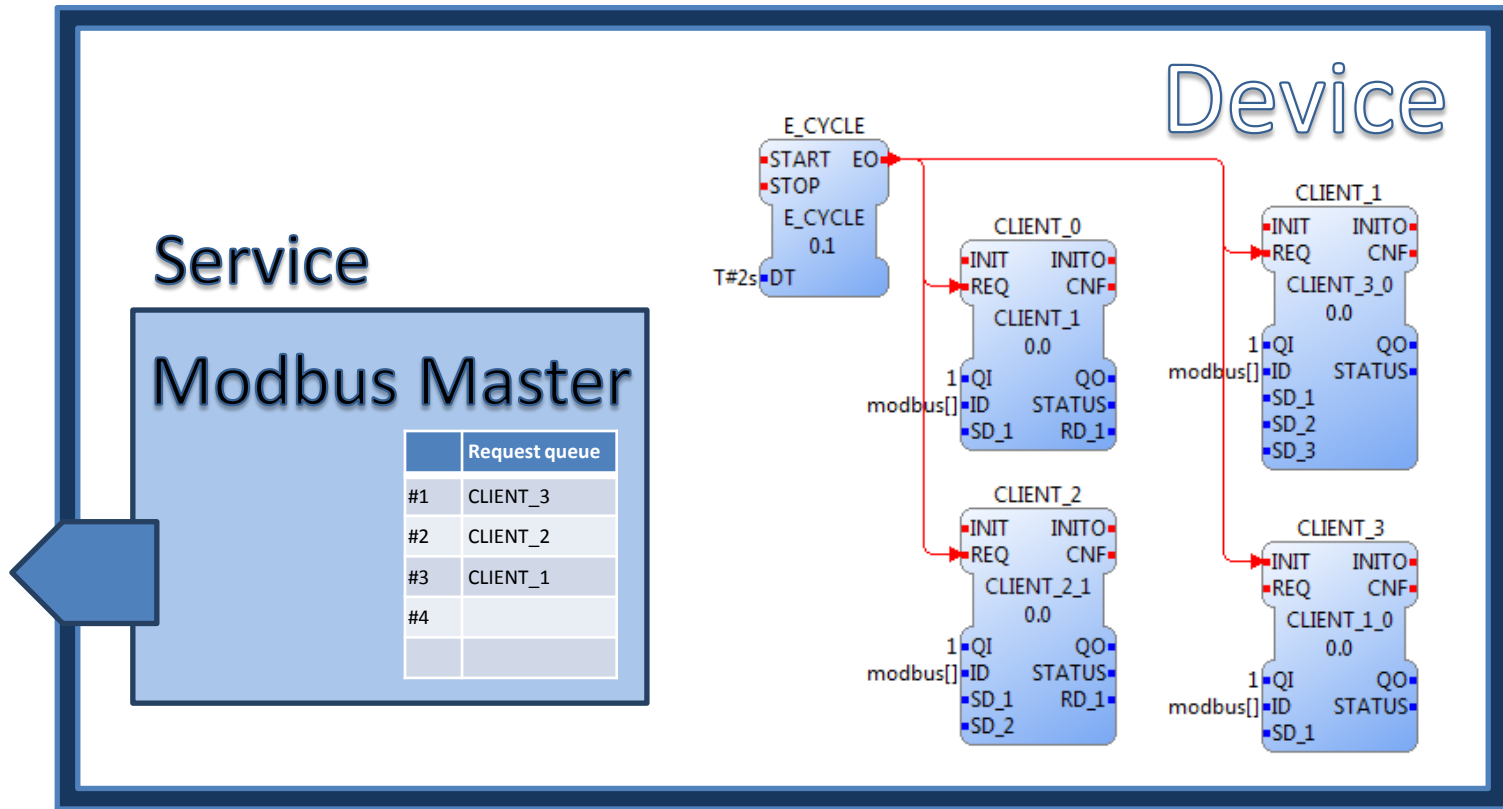 Device
Service
Modbus Master
Request queue
#1 CLIENT_3
#2 CLIENT_2
#3 CLIENT_1
#4
E_CYCLE
START EO
STOP
E_CYCLE
0.1
T#2s DT
CLIENT_0
INIT INITO
REQ CNF
CLIENT_1
0.0
1 QI QO
modbus[] ID STATUS
SD_1 RD_1
CLIENT_1
INIT INITO
REQ CNF
CLIENT_3_0
0.0
1 QI QO
modbus[] ID STATUS
SD_1
SD_2
SD_3
CLIENT_2
INIT INITO
REQ CNF
CLIENT_2_1
0.0
1 QI QO
modbus[] ID STATUS
SD_1 RD_1
SD_2
CLIENT_3
INIT INITO
REQ CNF
CLIENT_1_0
0.0
1 QI QO
modbus[] ID STATUS
SD_1